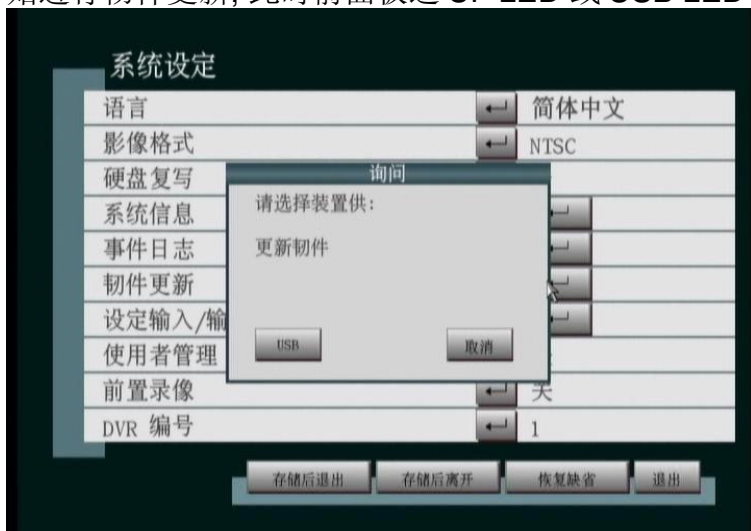 系统设定
语言 简体中文
影像格式 NTSC
硬盘复写
系统信息
事件日志
韧件更新
设定输入/输
使用者管理
前置录像 关
DVR 编号 1
询问
请选择装置供:
更新韧件
USB 取消
存储后退出 存储后离开 恢复缺省 退出